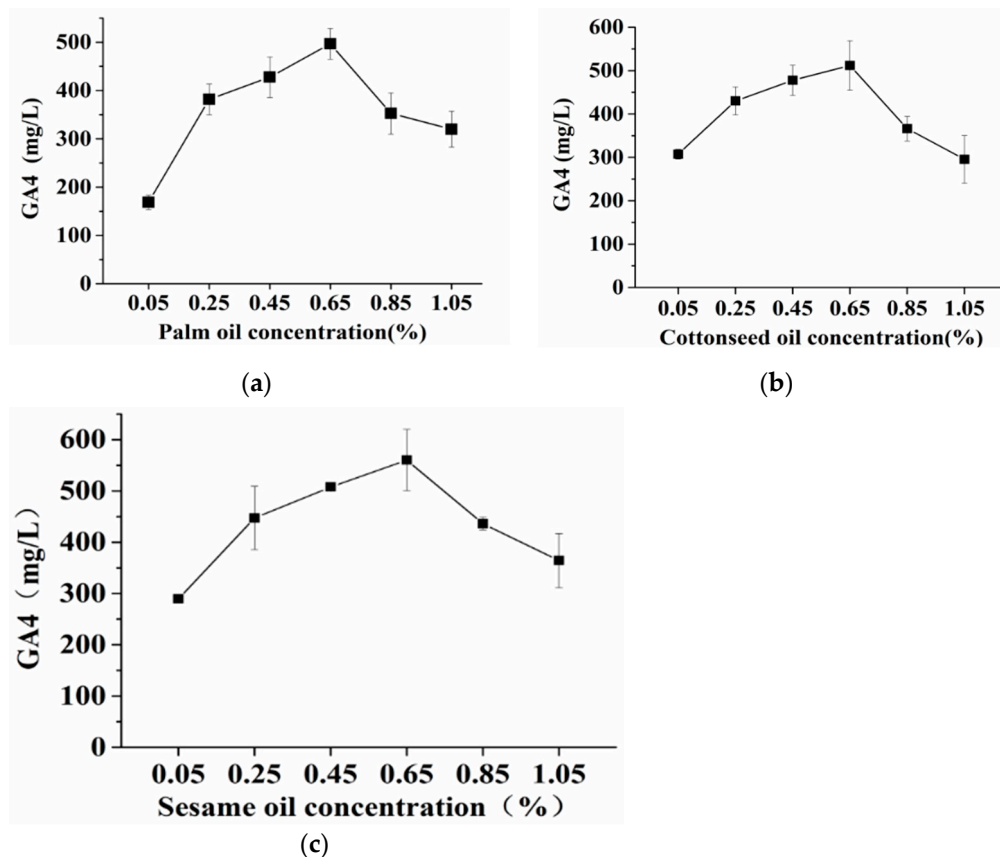 GA4 (mg/L)
500
400
300
200
100
0
0.05 0.25 0.45 0.65 0.85 1.05
Palm oil concentration(%)
(a)
GA4 (mg/L)
600
500
400
300
200
100
0
0.05 0.25 0.45 0.65 0.85 1.05
Cottonseed oil concentration(%)
(b)
GA4（mg/L）
600
500
400
300
200
100
0
0.05 0.25 0.45 0.65 0.85 1.05
Sesame oil concentration（%）
(c)